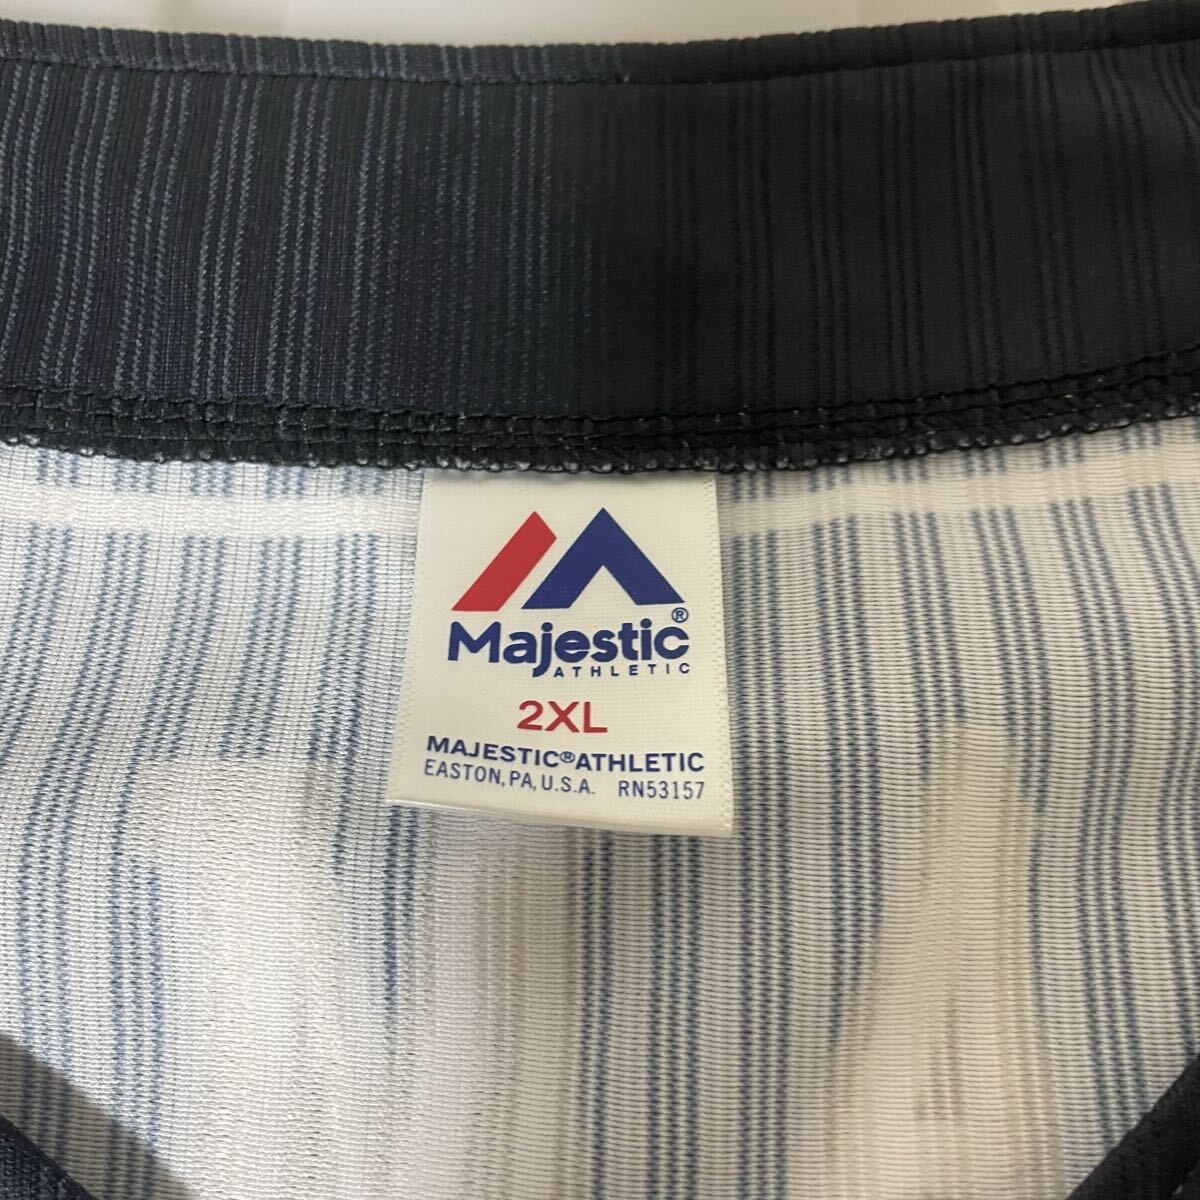 Majestic®
ATHLETIC
2XL
MAJESTIC®ATHLETIC
EASTON, PA, U.S.A. RN53157